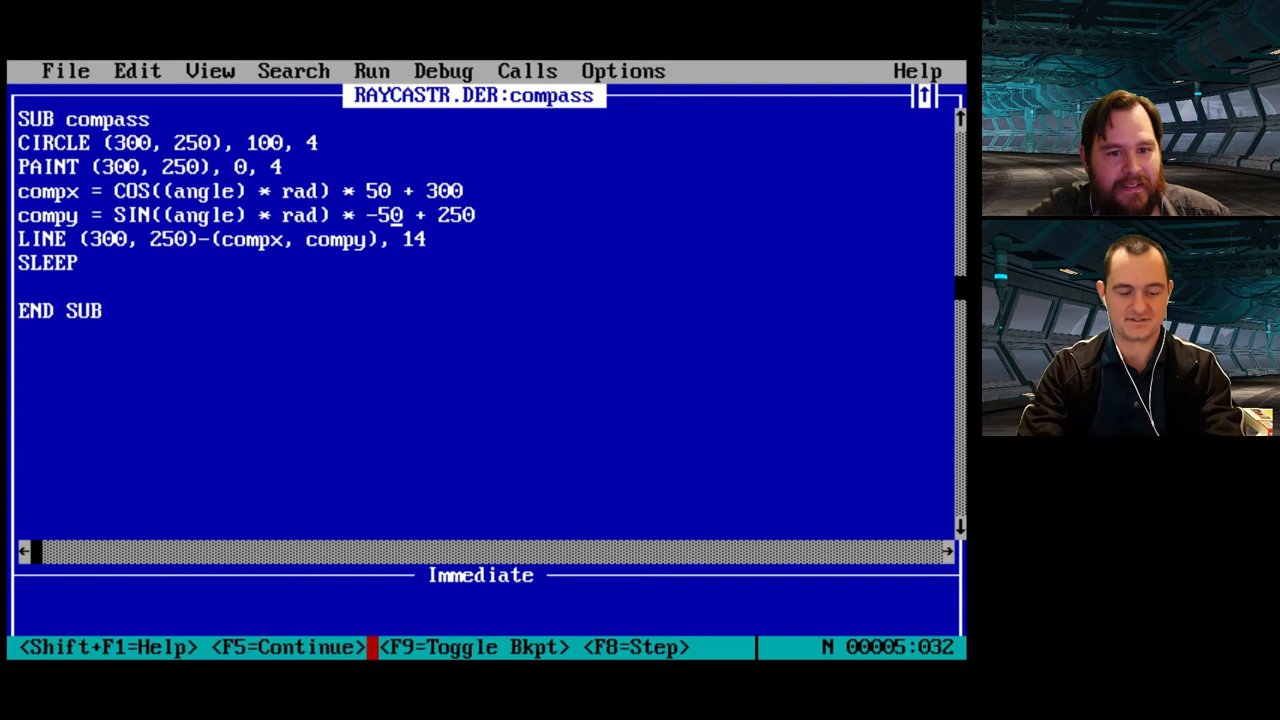 File Edit View Search Run Debug Calls Options Help
RAYCASTR.DER:compass
SUB compass
CIRCLE (300, 250), 100, 4
PAINT (300, 250), 0, 4
compx = COS((angle) * rad) * 50 + 300
compy = SIN((angle) * rad) * -50 + 250
LINE (300, 250)-(compx, compy), 14
SLEEP
END SUB
Immediate
<Shift+F1=Help> <F5=Continue> <F9=Toggle Bkpt> <F8=Step> N 00005:032